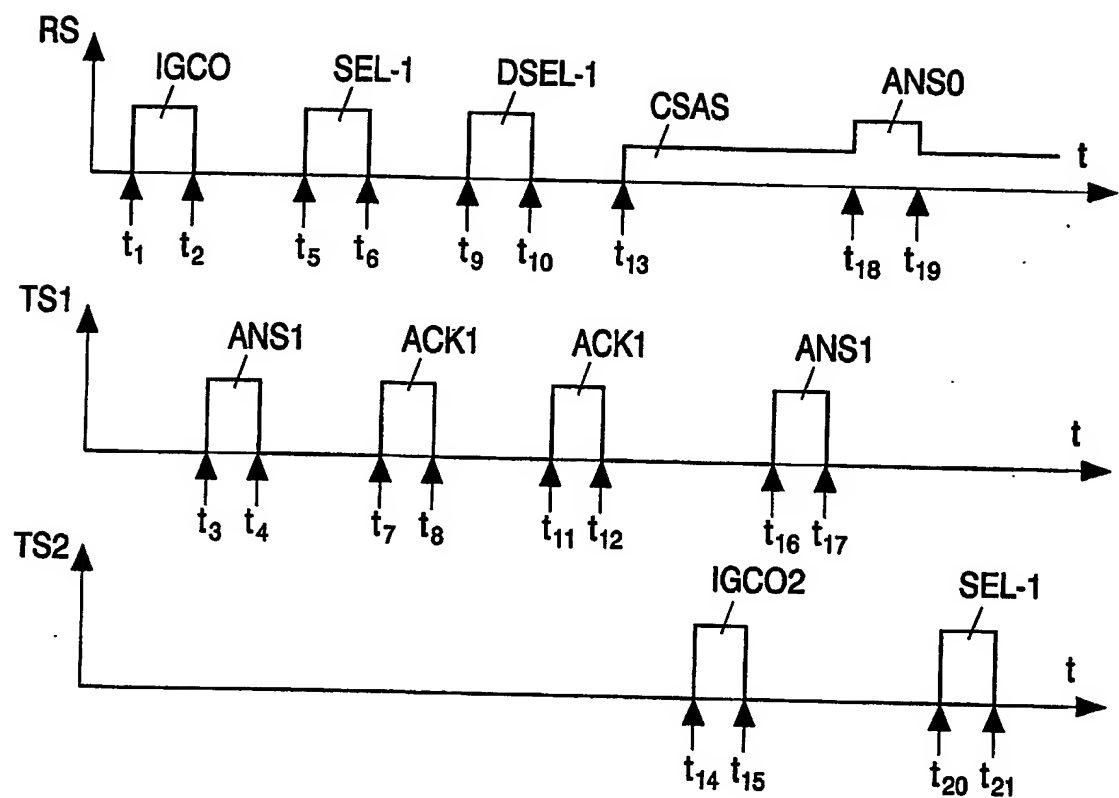 RS
IGCO SEL-1 DSEL-1 CSAS ANS0
t
t1 t2 t5 t6 t9 t10 t13 t18 t19
TS1
ANS1 ACK1 ACK1 ANS1
t
t3 t4 t7 t8 t11 t12 t16 t17
TS2
IGCO2 SEL-1
t
t14 t15 t20 t21